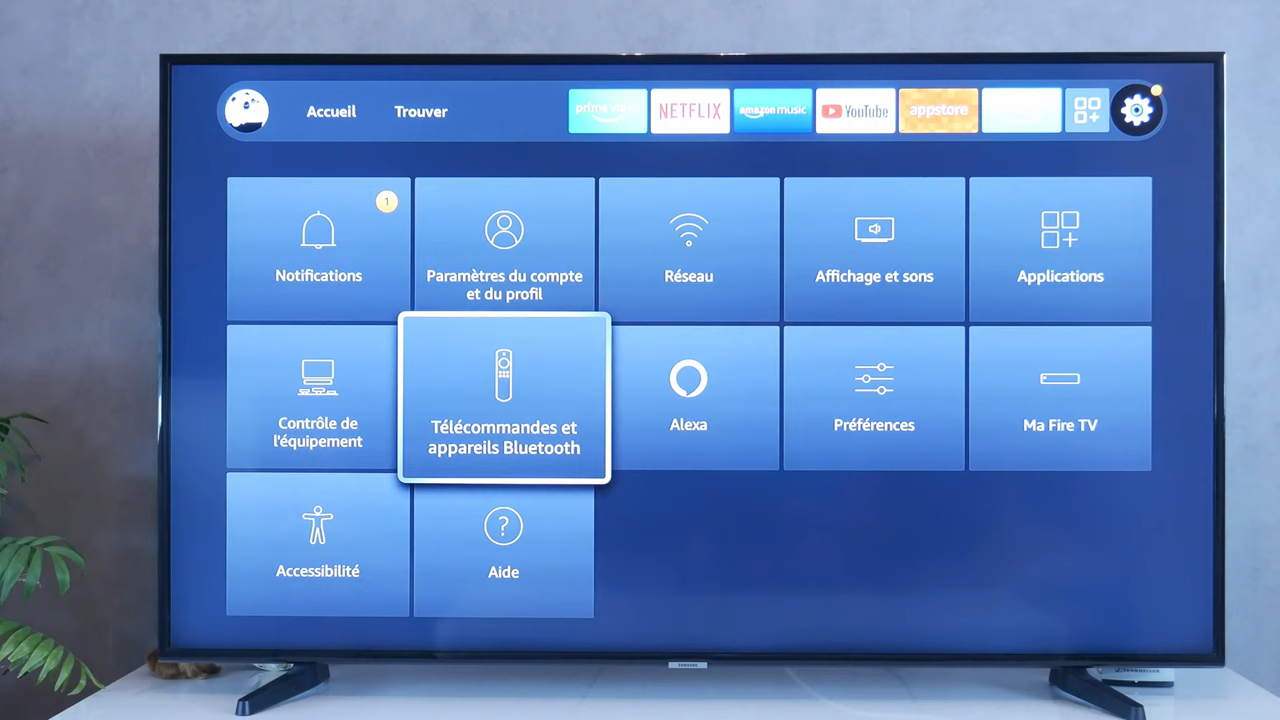 Accueil
Trouver
prime video
NETFLIX
amazon music
YouTube
appstore
1
Notifications
Paramètres du compte
et du profil
Réseau
Affichage et sons
Applications
Contrôle de
l'équipement
Télécommandes et
appareils Bluetooth
Alexa
Préférences
Ma Fire TV
Accessibilité
?
Aide
SAMSUNG